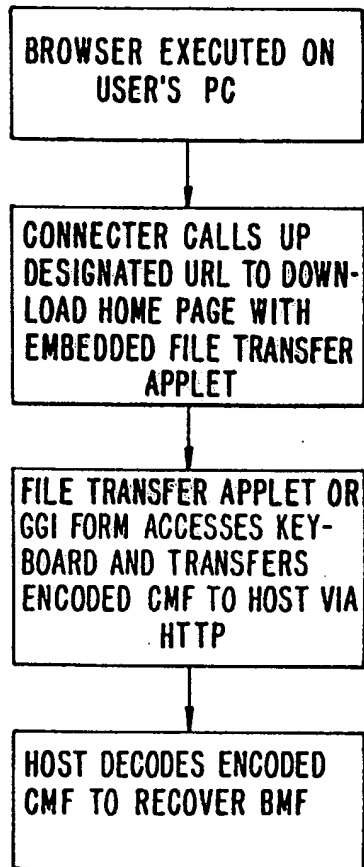 BROWSER EXECUTED ON
USER'S PC
CONNECTER CALLS UP
DESIGNATED URL TO DOWN-
LOAD HOME PAGE WITH
EMBEDDED FILE TRANSFER
APPLET
FILE TRANSFER APPLET OR
GGI FORM ACCESSES KEY-
BOARD AND TRANSFERS
ENCODED CMF TO HOST VIA
HTTP
HOST DECODES ENCODED
CMF TO RECOVER BMF